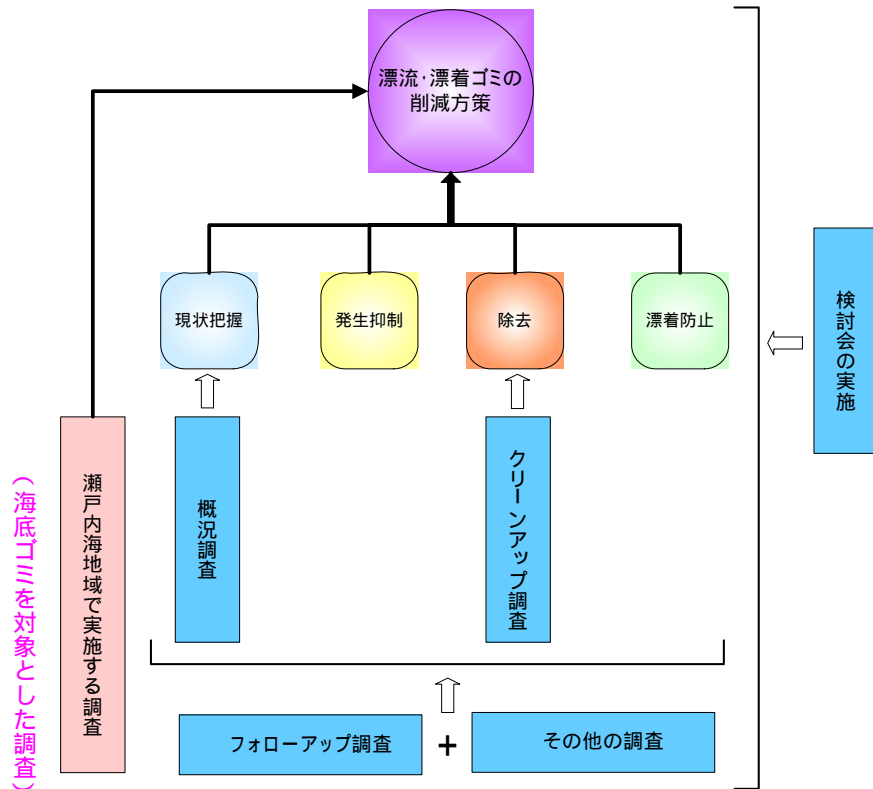 漂流・漂着ゴミの
削減方策
現状把握
発生抑制
除去
漂着防止
検討会の実施
(海底ゴミを対象とした調査)
瀬戸内海地域で実施する調査
概況調査
クリーンアップ調査
フォローアップ調査
+
その他の調査